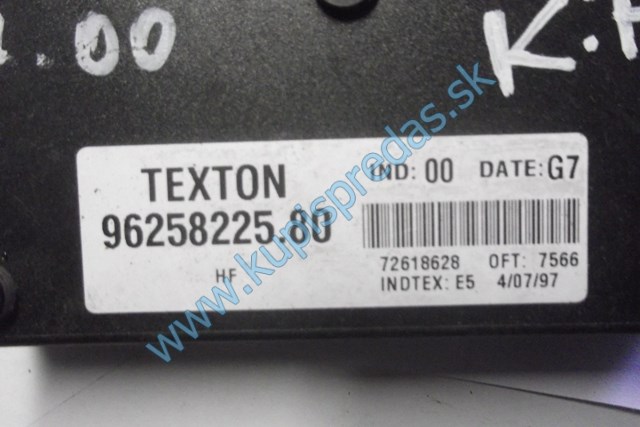 .00
K:
TEXTON
96258225.80
HF
IND: 00 DATE: G7
72618628 OFT: 7566
INDTEX: E5 4/07/97
www.kupispredas.sk